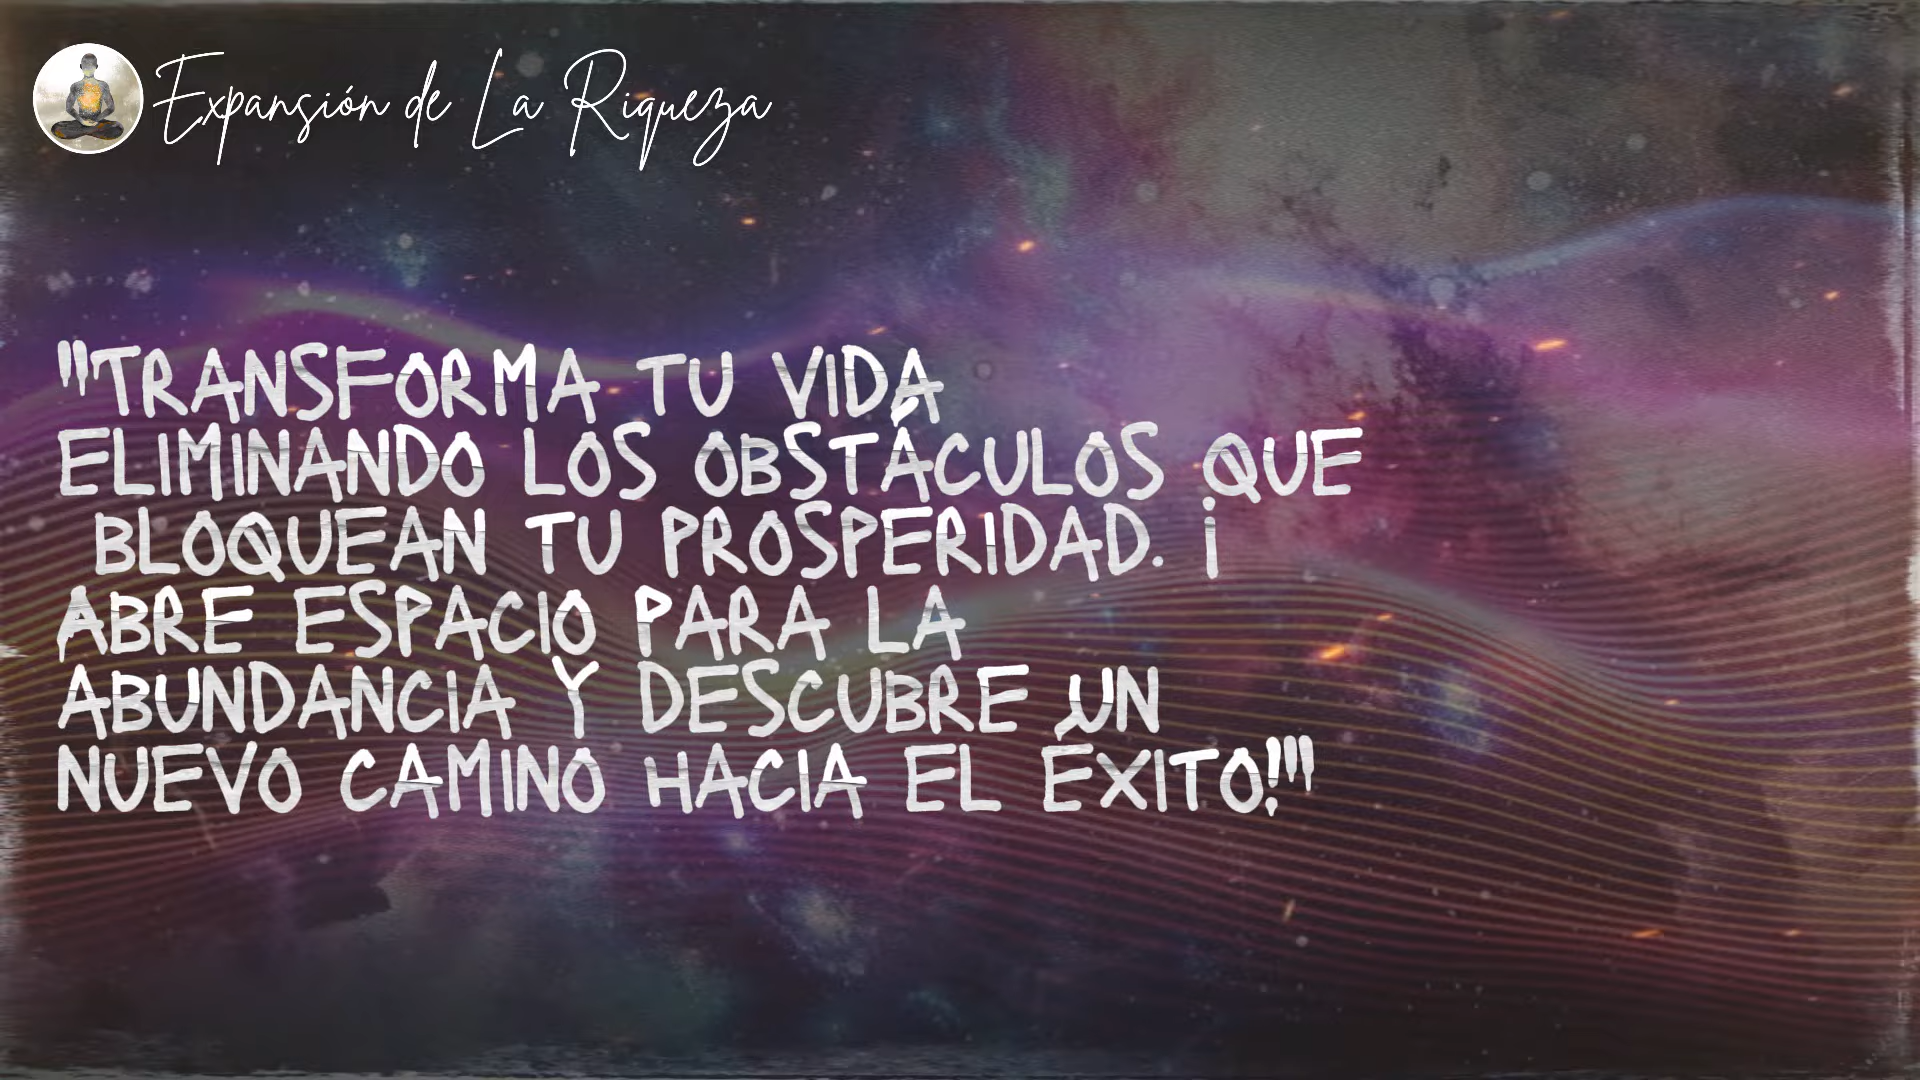 Expansión de La Riqueza
"TRANSFORMA TU VIDA
ELIMINANDO LOS OBSTÁCULOS QUE
BLOQUEAN TU PROSPERIDAD. ¡
ABRE ESPACIO PARA LA
ABUNDANCIA Y DESCUBRE UN
NUEVO CAMINO HACIA EL ÉXITO!"